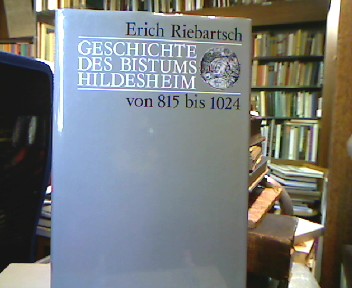 Erich Riebartsch
GESCHICHTE
DES BISTUMS
HILDESHEIM
von 815 bis 1024